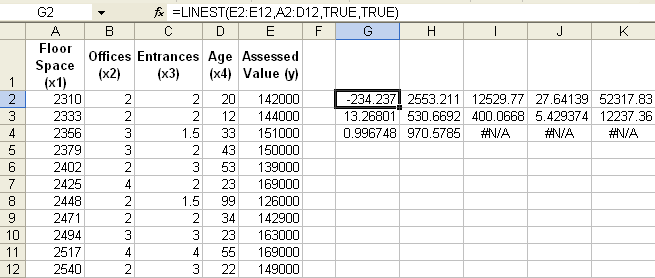 G2 fx =LINEST(E2:E12,A2:D12,TRUE,TRUE)
A B C D E F G H I J K
1 Floor Space (x1) Offices (x2) Entrances (x3) Age (x4) Assessed Value (y)
2 2310 2 2 20 142000 -234.237 2553.211 12529.77 27.64139 52317.83
3 2333 2 2 12 144000 13.26801 530.6692 400.0668 5.429374 12237.36
4 2356 3 1.5 33 151000 0.996748 970.5785 #N/A #N/A #N/A
5 2379 3 2 43 150000
6 2402 2 3 53 139000
7 2425 4 2 23 169000
8 2448 2 1.5 99 126000
9 2471 2 2 34 142900
10 2494 3 3 23 163000
11 2517 4 4 55 169000
12 2540 2 3 22 149000